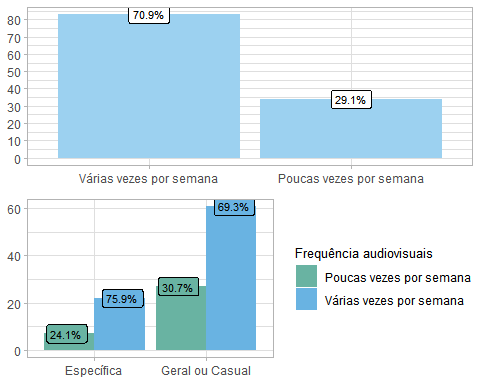 80
70
60
50
40
30
20
10
0
70.9%
29.1%
Várias vezes por semana
Poucas vezes por semana
60
40
20
0
24.1%
75.9%
30.7%
69.3%
Específica
Geral ou Casual
Frequência audiovisuais
Poucas vezes por semana
Várias vezes por semana